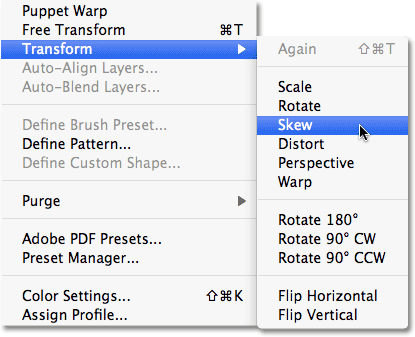 Puppet Warp
Free Transform ⌘T
Transform ▶
Auto-Align Layers...
Auto-Blend Layers...
Define Brush Preset...
Define Pattern...
Define Custom Shape...
Purge ▶
Adobe PDF Presets...
Preset Manager...
Color Settings... ⇧⌘K
Assign Profile...
Again ⇧⌘T
Scale
Rotate
Skew
Distort
Perspective
Warp
Rotate 180°
Rotate 90° CW
Rotate 90° CCW
Flip Horizontal
Flip Vertical